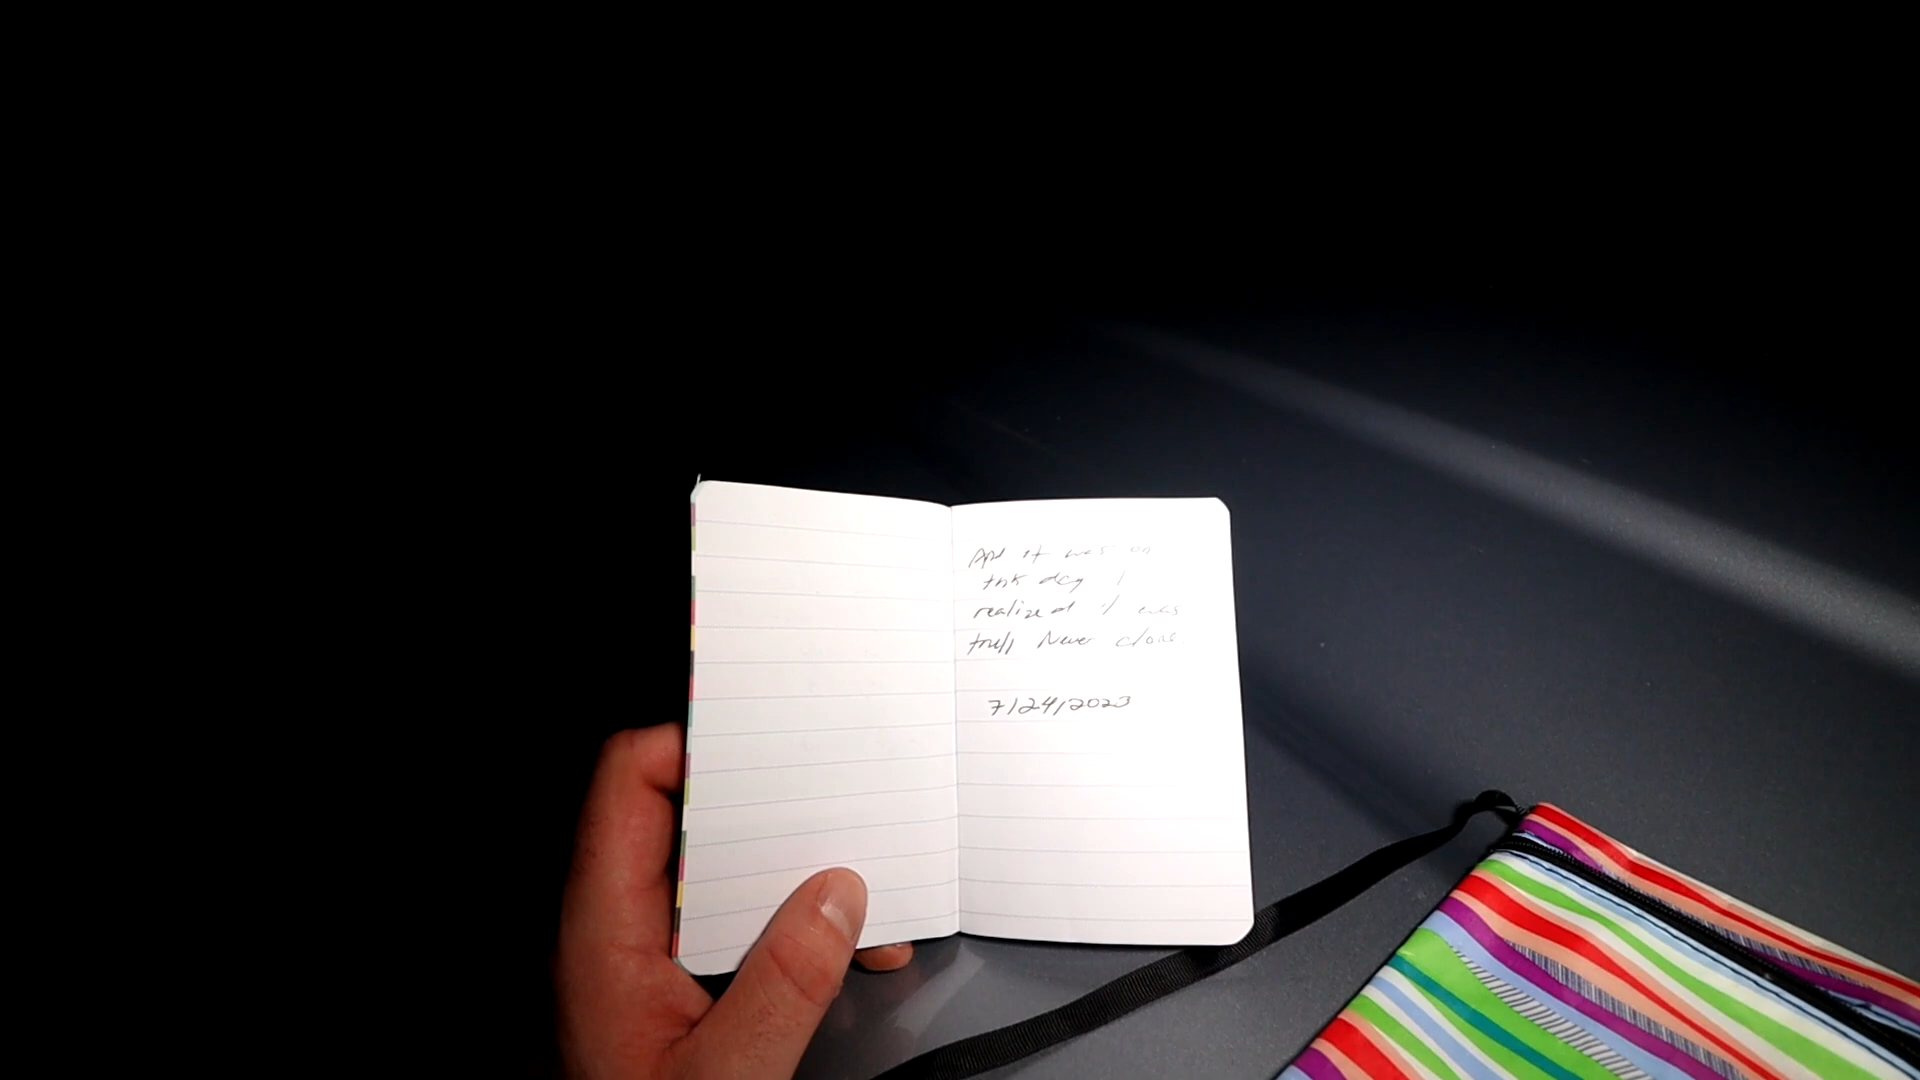 And it was on
this day I
realized I was
truly Never alone
7/24/2023